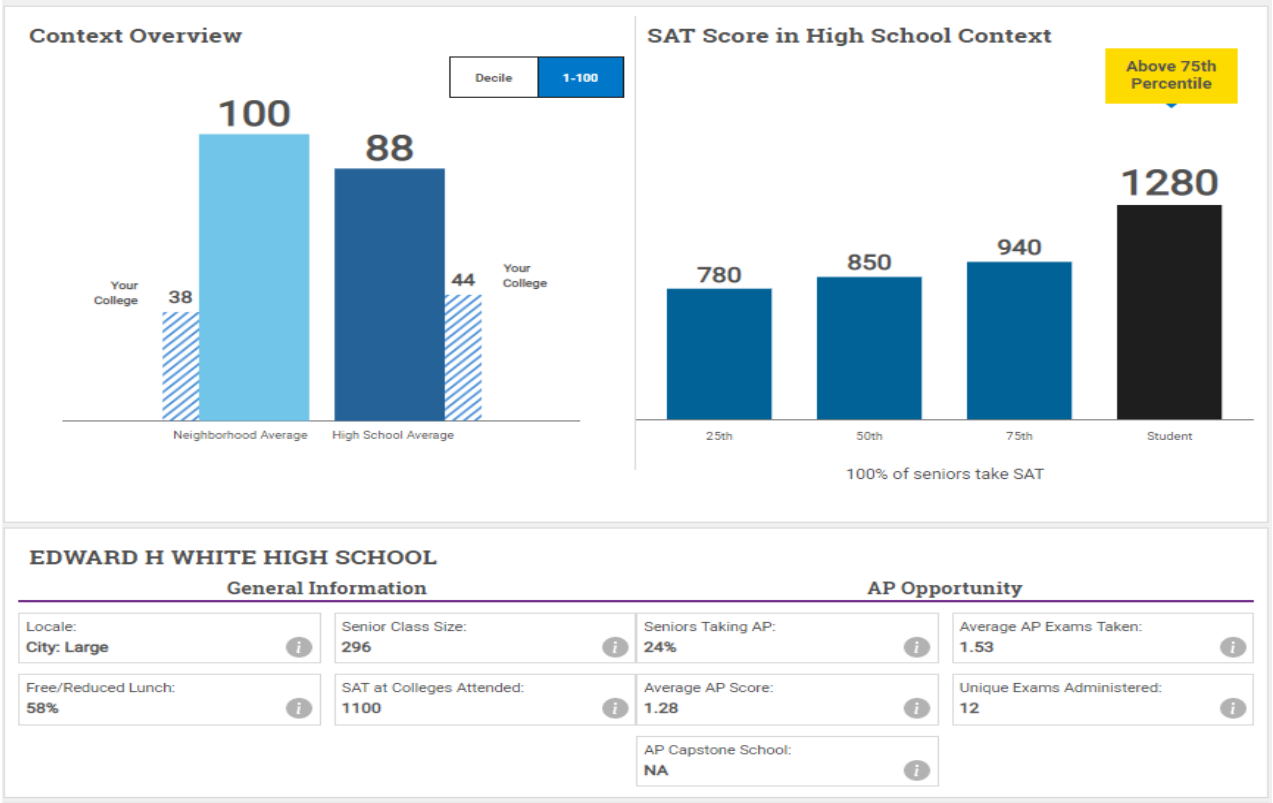 Context Overview
Decile
1-100
100
88
Your
College
38
44
Your
College
Neighborhood Average
High School Average
SAT Score in High School Context
Above 75th
Percentile
1280
780
850
940
25th
50th
75th
Student
100% of seniors take SAT
EDWARD H WHITE HIGH SCHOOL
General Information
Locale:
City: Large
i
Senior Class Size:
296
i
Free/Reduced Lunch:
58%
i
SAT at Colleges Attended:
1100
i
AP Opportunity
Seniors Taking AP:
24%
i
Average AP Exams Taken:
1.53
i
Average AP Score:
1.28
i
Unique Exams Administered:
12
i
AP Capstone School:
NA
i